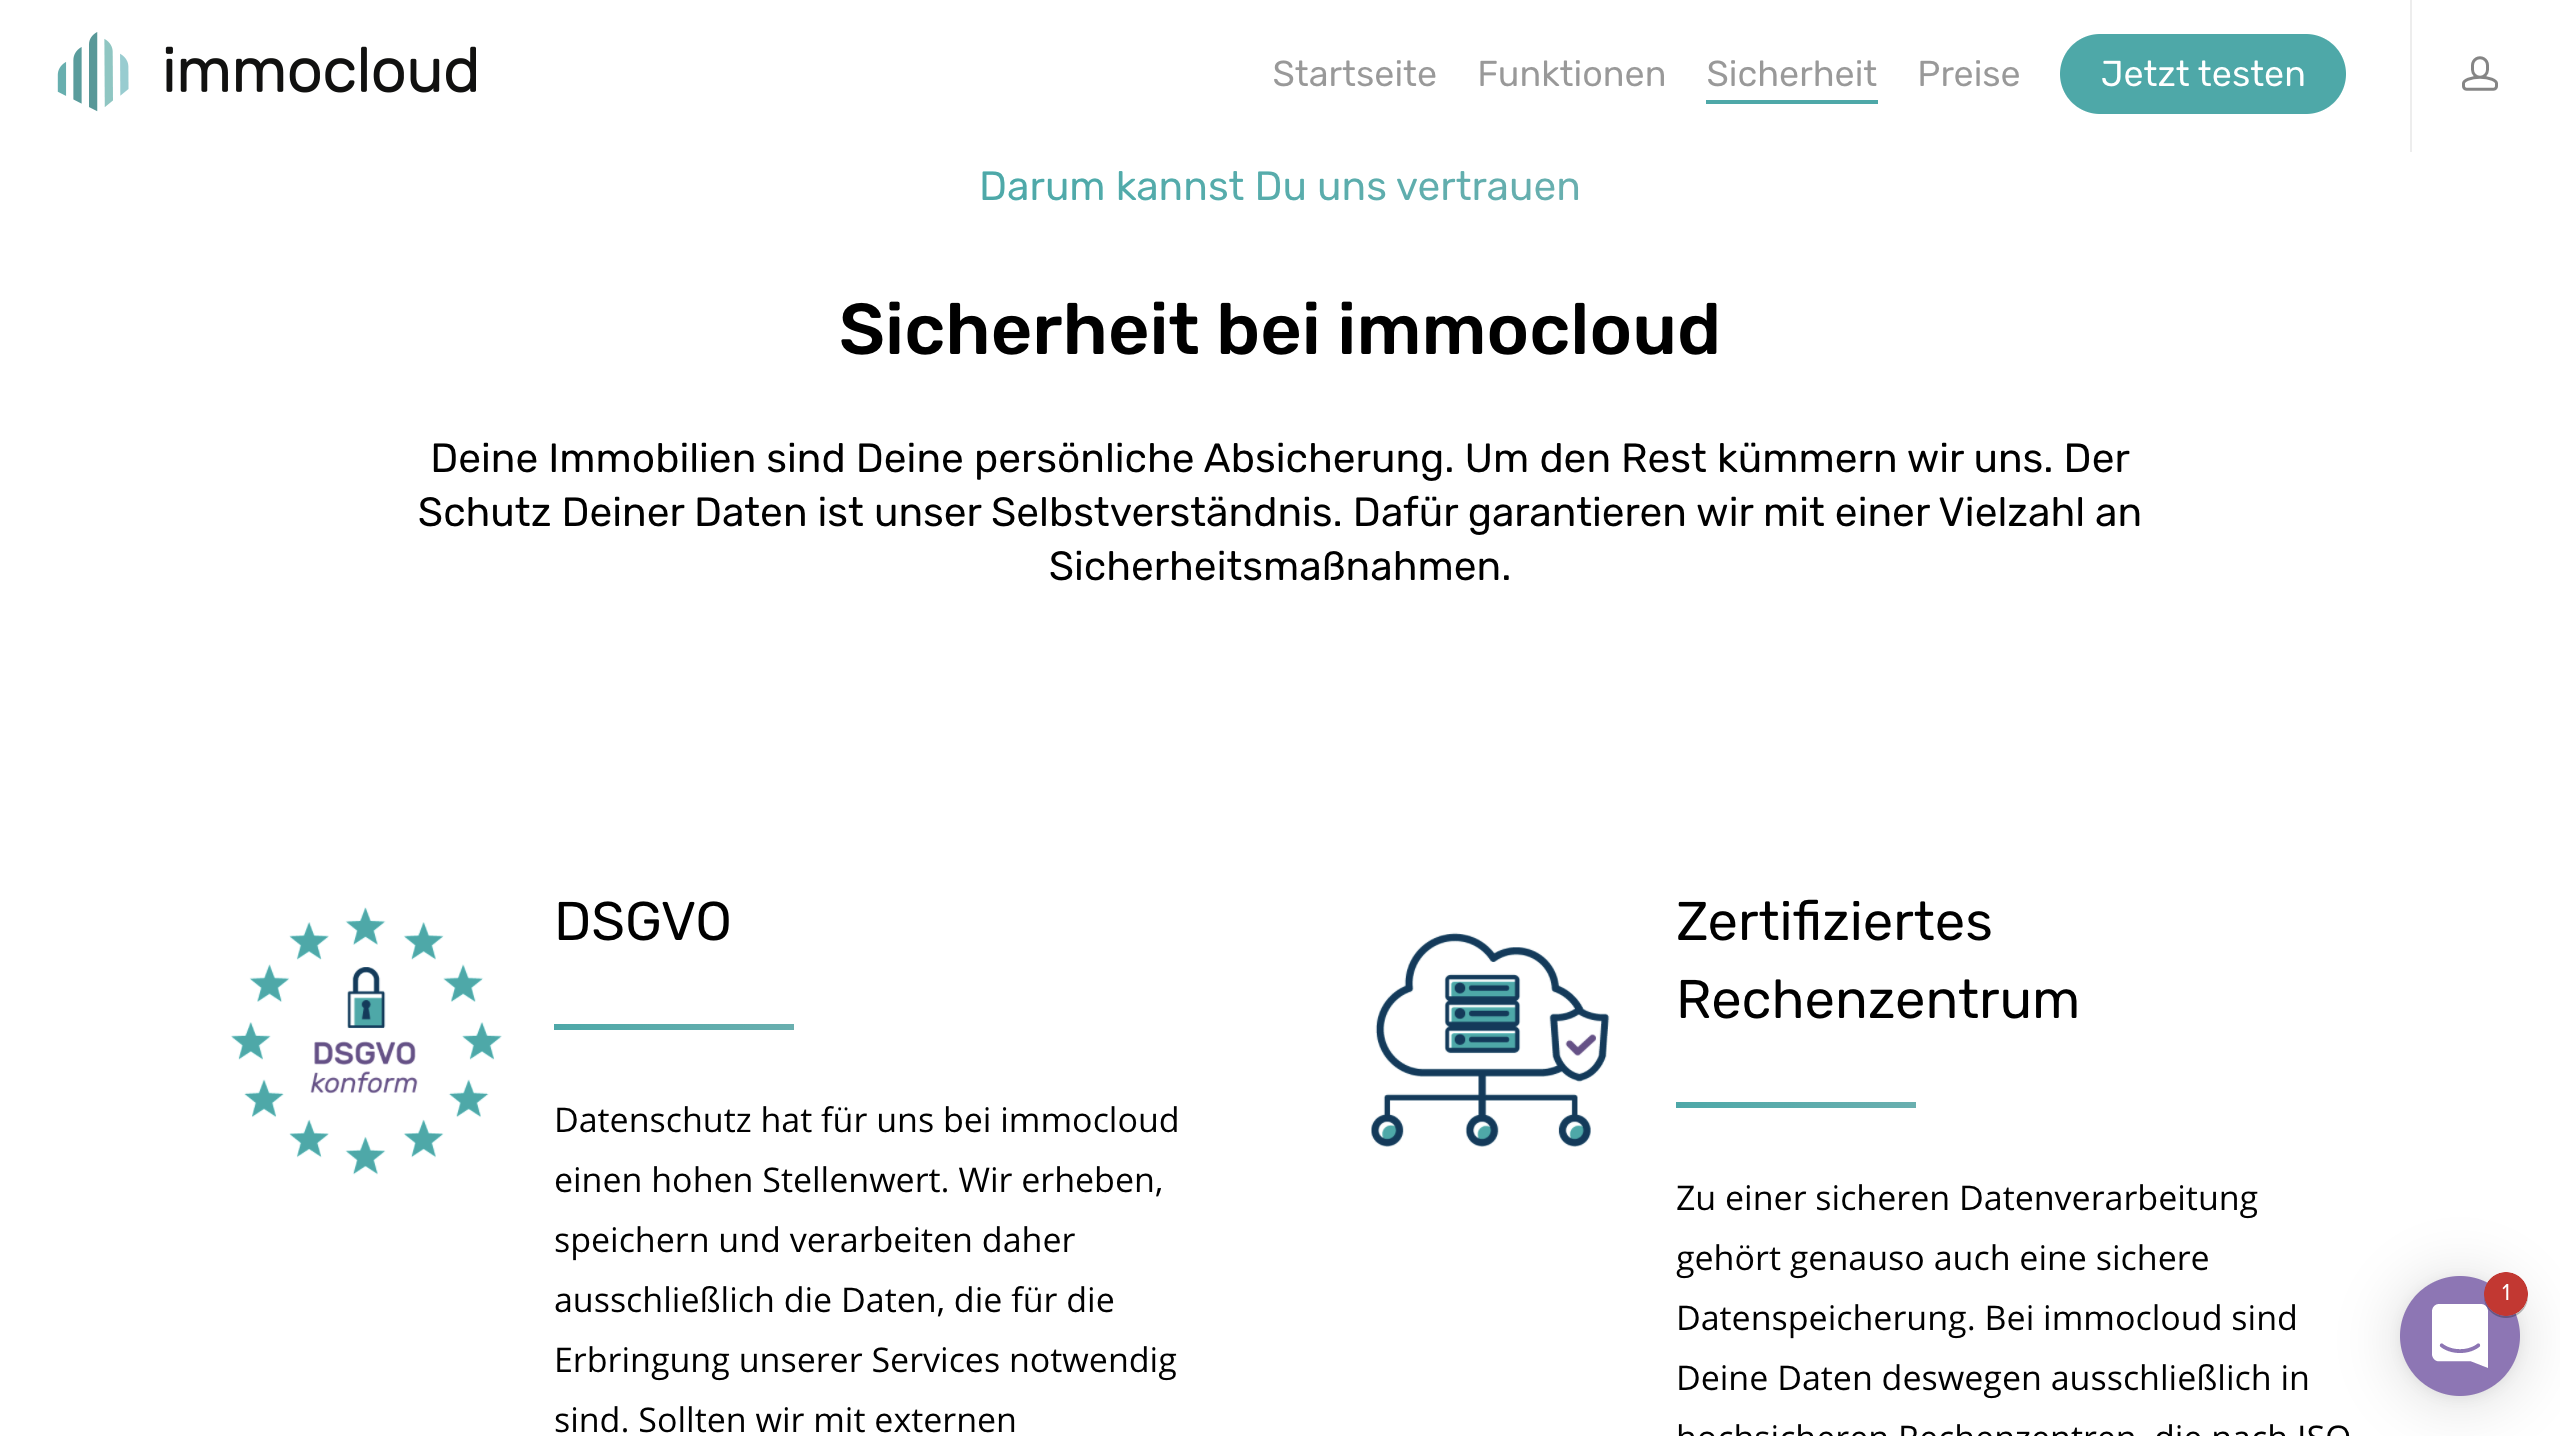 immocloud
Startseite Funktionen Sicherheit Preise Jetzt testen
Darum kannst Du uns vertrauen
Sicherheit bei immocloud
Deine Immobilien sind Deine persönliche Absicherung. Um den Rest kümmern wir uns. Der
Schutz Deiner Daten ist unser Selbstverständnis. Dafür garantieren wir mit einer Vielzahl an
Sicherheitsmaßnahmen.
DSGVO
konform
DSGVO
Datenschutz hat für uns bei immocloud
einen hohen Stellenwert. Wir erheben,
speichern und verarbeiten daher
ausschließlich die Daten, die für die
Erbringung unserer Services notwendig
sind. Sollten wir mit externen
Zertifiziertes
Rechenzentrum
Zu einer sicheren Datenverarbeitung
gehört genauso auch eine sichere
Datenspeicherung. Bei immocloud sind
Deine Daten deswegen ausschließlich in
hochsicheren Rechenzentren, die nach ISO
1